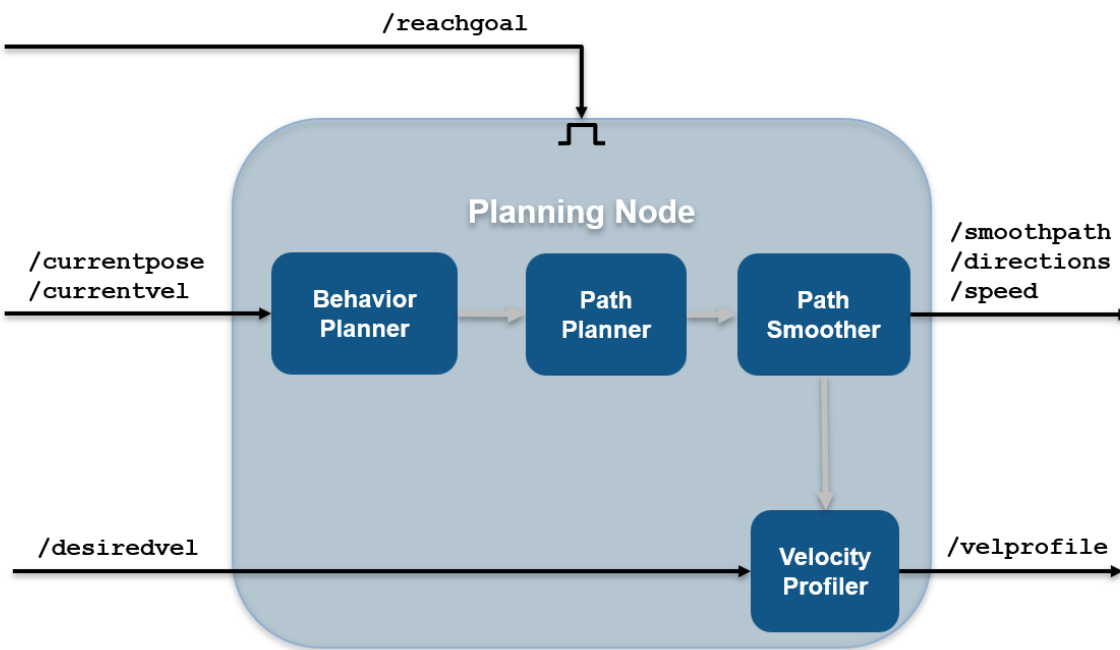 /reachgoal
Planning Node
/currentpose
/currentvel
Behavior
Planner
Path
Planner
Path
Smoother
/smoothpath
/directions
/speed
/desiredvel
Velocity
Profiler
/velprofile